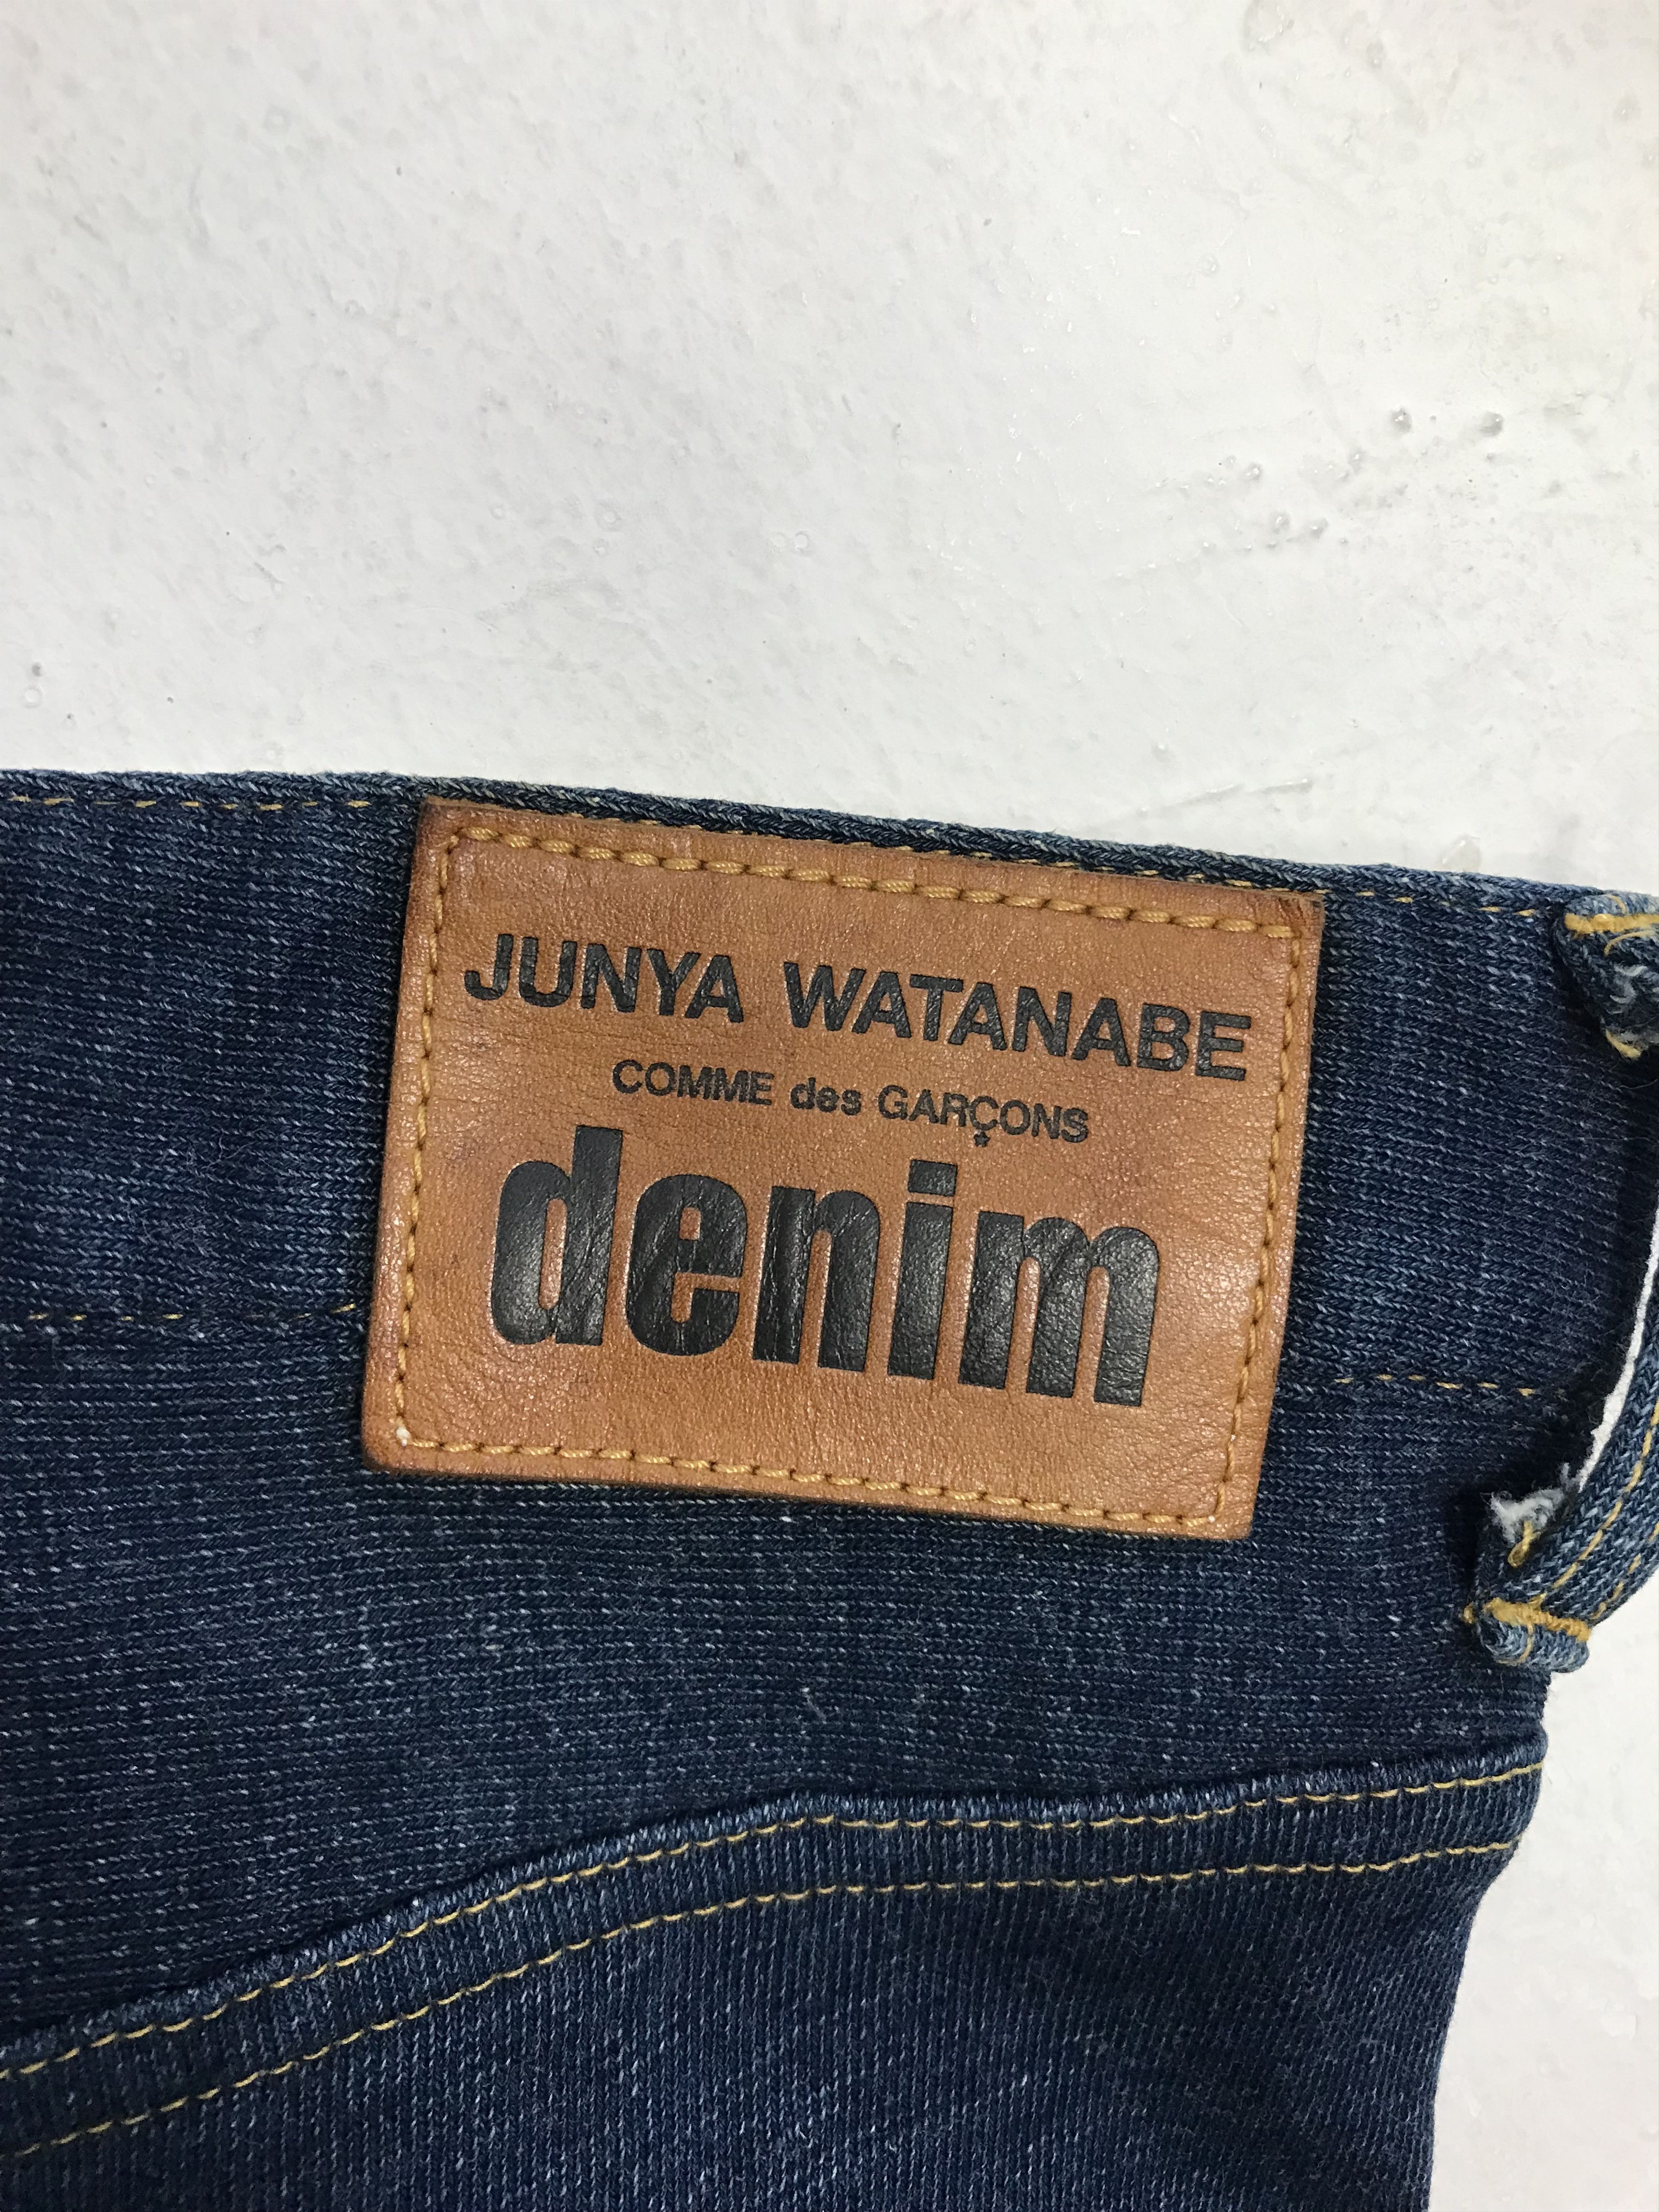 JUNYA WATANABE
COMME des GARÇONS
denim